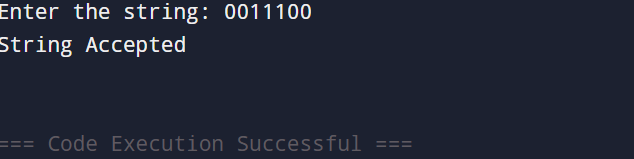 Enter the string: 0011100
String Accepted
=== Code Execution Successful ===